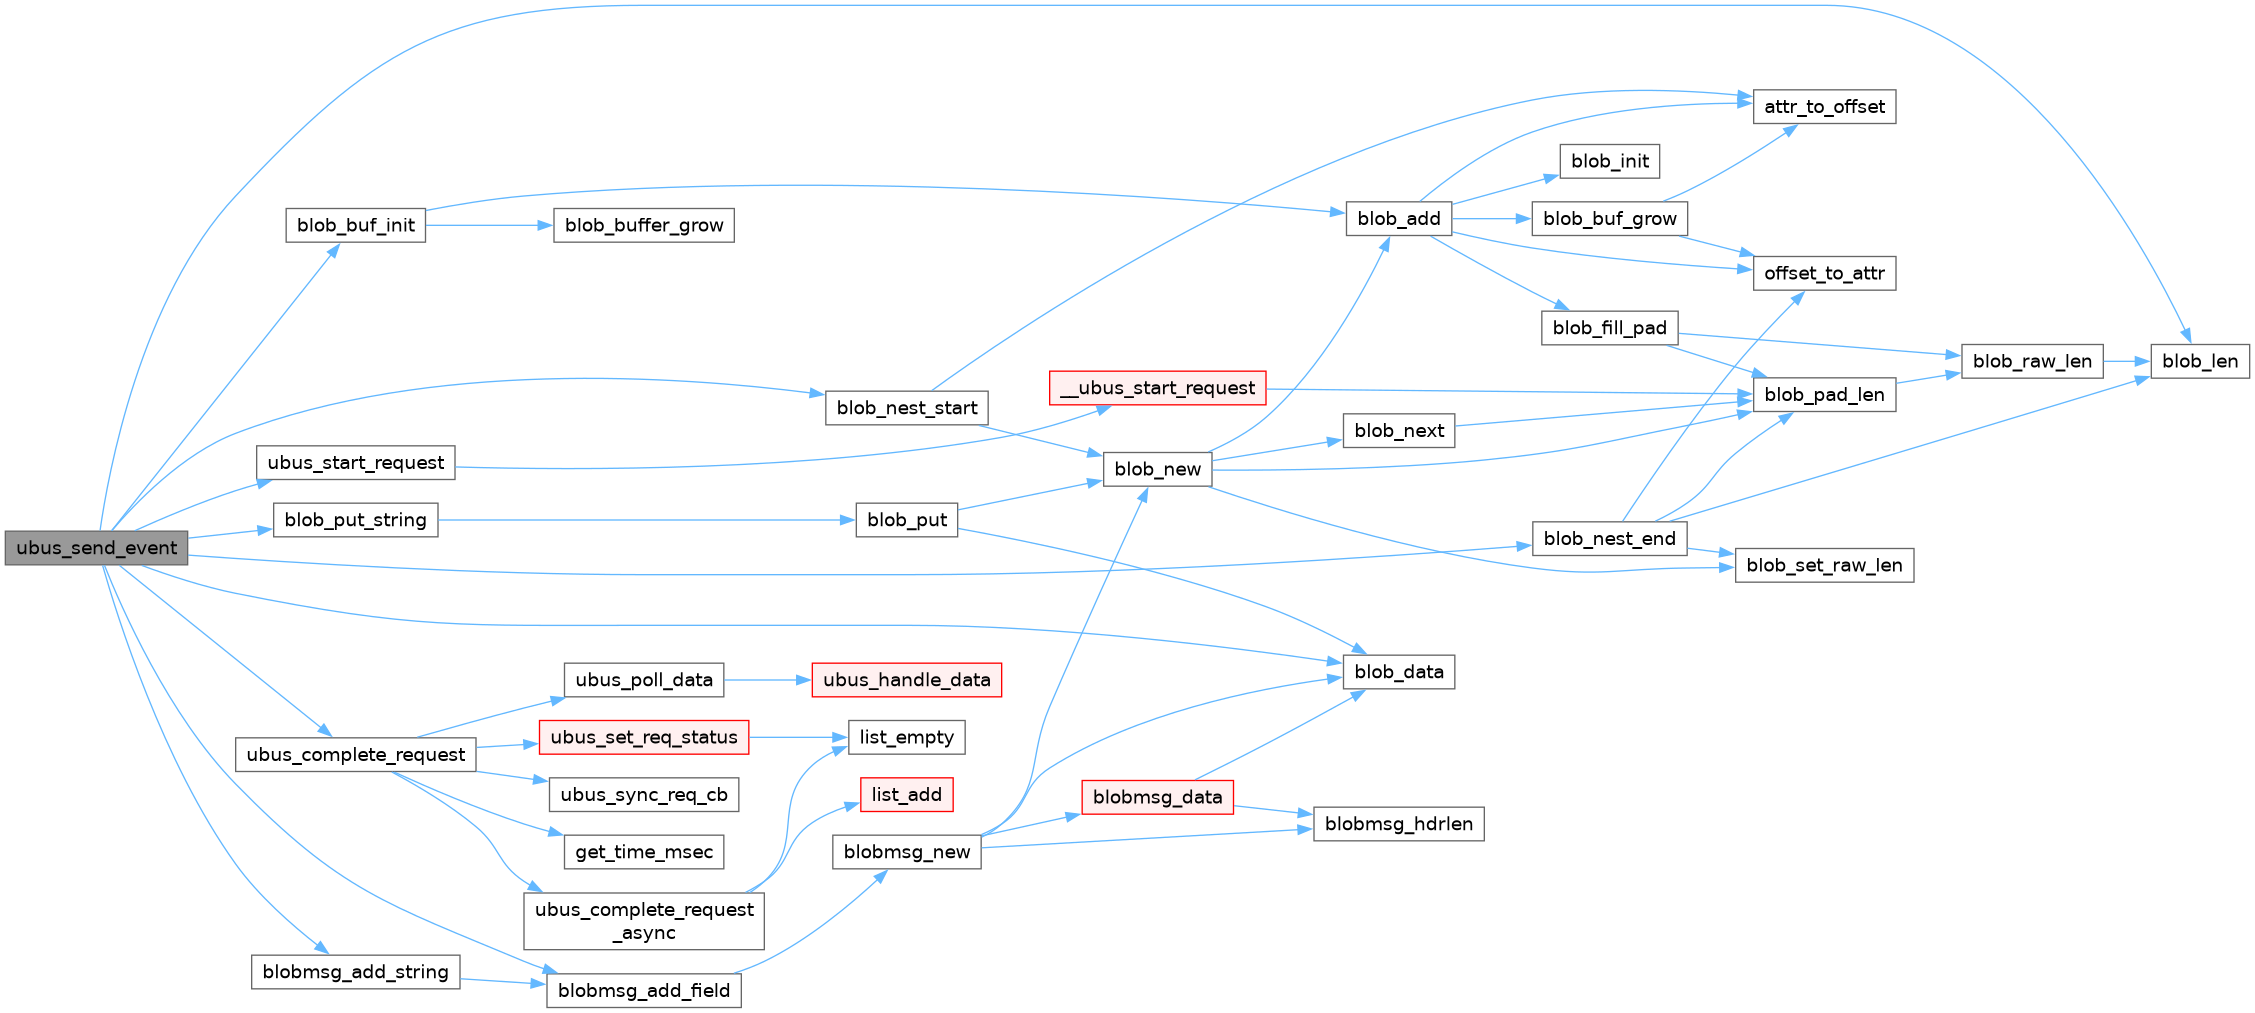 attr_to_offset
blob_init
blob_buf_init
blob_buffer_grow
blob_add
blob_buf_grow
offset_to_attr
blob_fill_pad
blob_raw_len
blob_len
__ubus_start_request
blob_pad_len
blob_nest_start
blob_next
ubus_start_request
blob_new
blob_put_string
blob_put
blob_nest_end
ubus_send_event
blob_set_raw_len
ubus_poll_data
ubus_handle_data
blob_data
ubus_set_req_status
list_empty
ubus_complete_request
ubus_sync_req_cb
list_add
blobmsg_data
blobmsg_hdrlen
get_time_msec
blobmsg_new
ubus_complete_request
_async
blobmsg_add_string
blobmsg_add_field